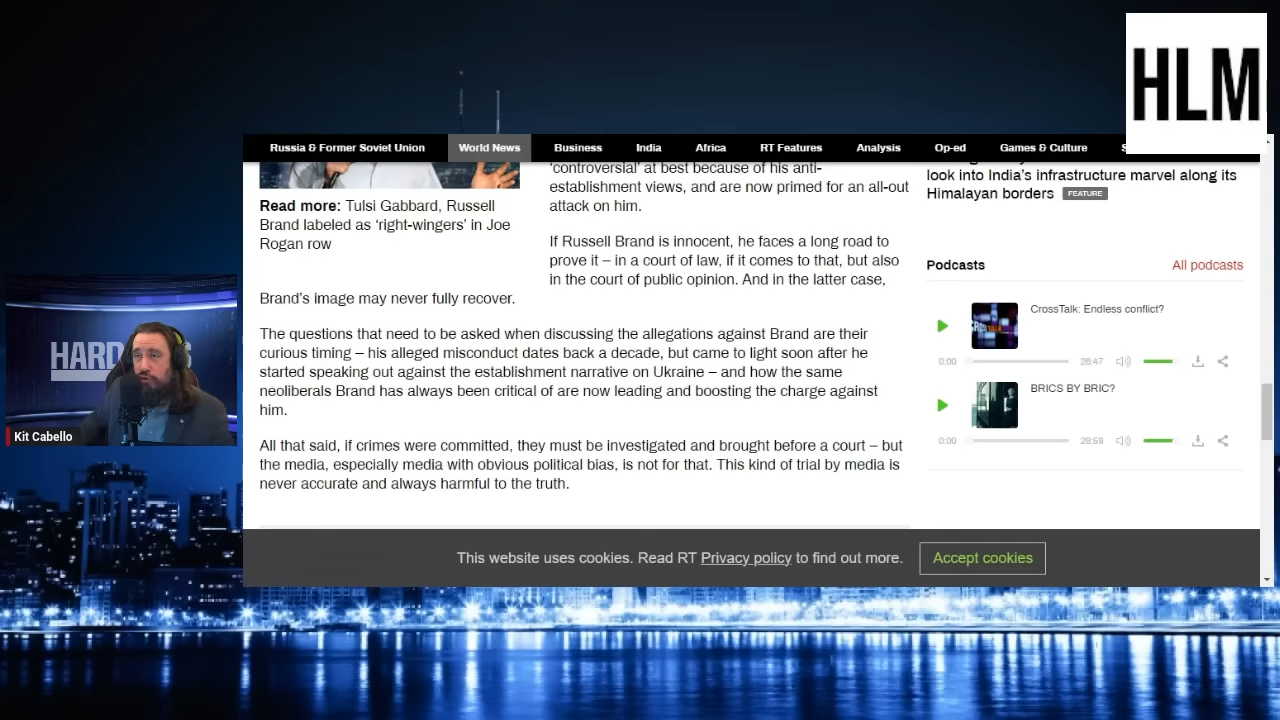 HLM
Russia & Former Soviet Union World News Business India Africa RT Features Analysis Op-ed Games & Culture
Read more: Tulsi Gabbard, Russell
Brand labeled as ‘right-wingers’ in Joe
Rogan row
‘controversial’ at best because of his anti-
establishment views, and are now primed for an all-out
attack on him.
If Russell Brand is innocent, he faces a long road to
prove it – in a court of law, if it comes to that, but also
in the court of public opinion. And in the latter case,
Brand’s image may never fully recover.
The questions that need to be asked when discussing the allegations against Brand are their
curious timing – his alleged misconduct dates back a decade, but came to light soon after he
started speaking out against the establishment narrative on Ukraine – and how the same
neoliberals Brand has always been critical of are now leading and boosting the charge against
him.
All that said, if crimes were committed, they must be investigated and brought before a court – but
the media, especially media with obvious political bias, is not for that. This kind of trial by media is
never accurate and always harmful to the truth.
look into India’s infrastructure marvel along its
Himalayan borders FEATURE
Podcasts All podcasts
CrossTalk: Endless conflict?
0:00 26:47
BRICS BY BRIC?
0:00 28:59
HARD
Kit Cabello
This website uses cookies. Read RT Privacy policy to find out more. Accept cookies